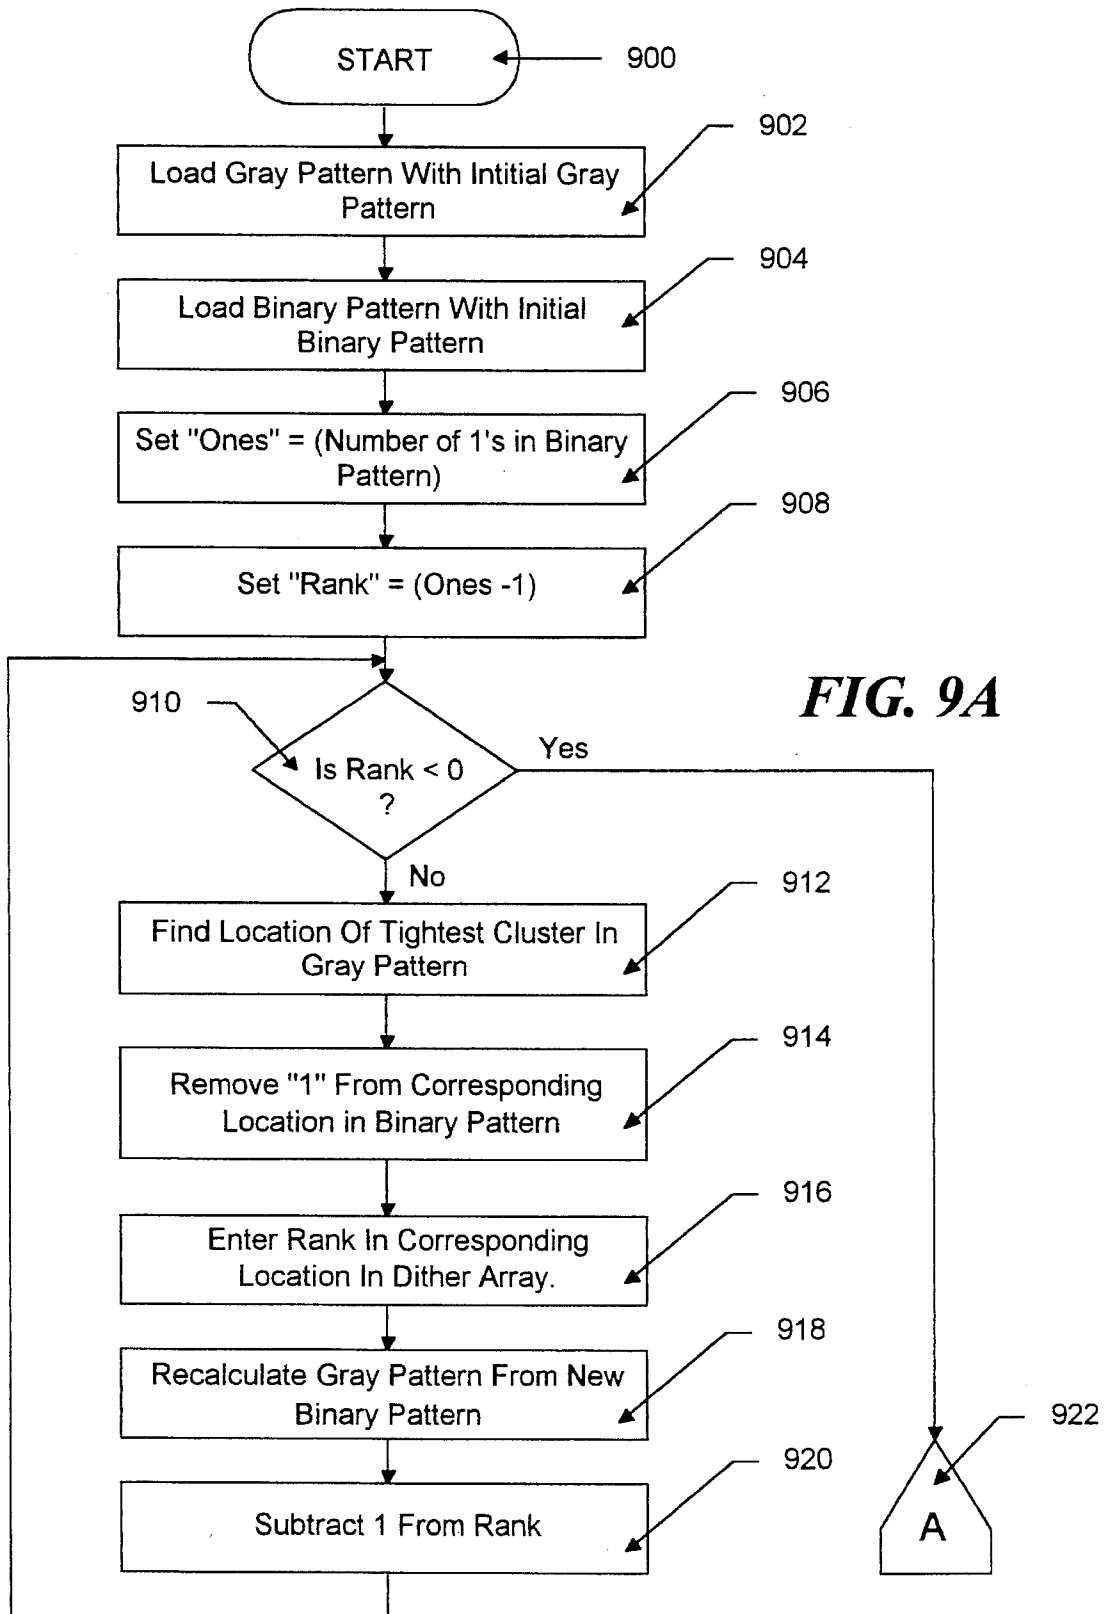 START
900
902
Load Gray Pattern With Intitial Gray
Pattern
904
Load Binary Pattern With Initial
Binary Pattern
906
Set "Ones" = (Number of 1's in Binary
Pattern)
908
Set "Rank" = (Ones -1)
FIG. 9A
910
Is Rank < 0
?
Yes
No
912
Find Location Of Tightest Cluster In
Gray Pattern
914
Remove "1" From Corresponding
Location in Binary Pattern
916
Enter Rank In Corresponding
Location In Dither Array.
918
Recalculate Gray Pattern From New
Binary Pattern
920
Subtract 1 From Rank
922
A